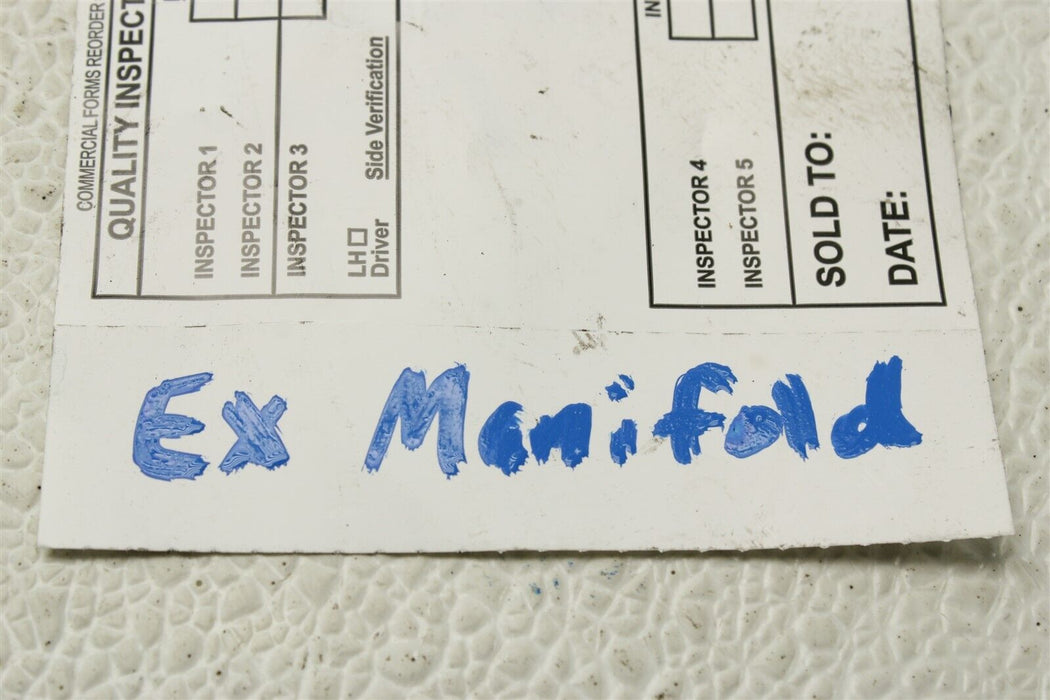 COMMERCIAL FORMS REORDER
QUALITY INSPECT
INSPECTOR 1
INSPECTOR 2
INSPECTOR 3
LH
Driver
Side Verification
IN
INSPECTOR 4
INSPECTOR 5
SOLD TO:
DATE:
Ex Manifold